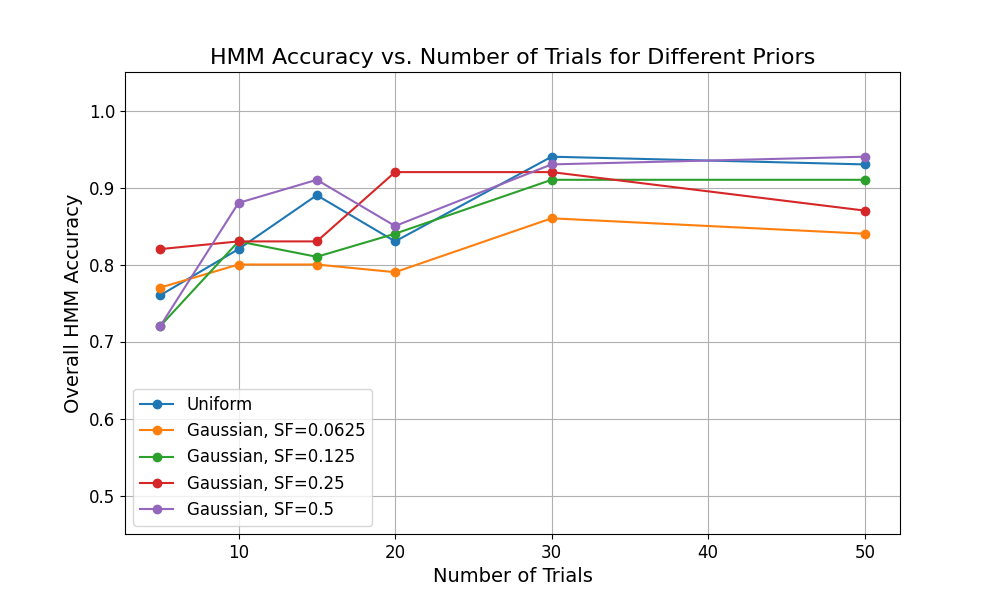 HMM Accuracy vs. Number of Trials for Different Priors
Overall HMM Accuracy
1.0
0.9
0.8
0.7
0.6
0.5
Uniform
Gaussian, SF=0.0625
Gaussian, SF=0.125
Gaussian, SF=0.25
Gaussian, SF=0.5
10 20 30 40 50
Number of Trials